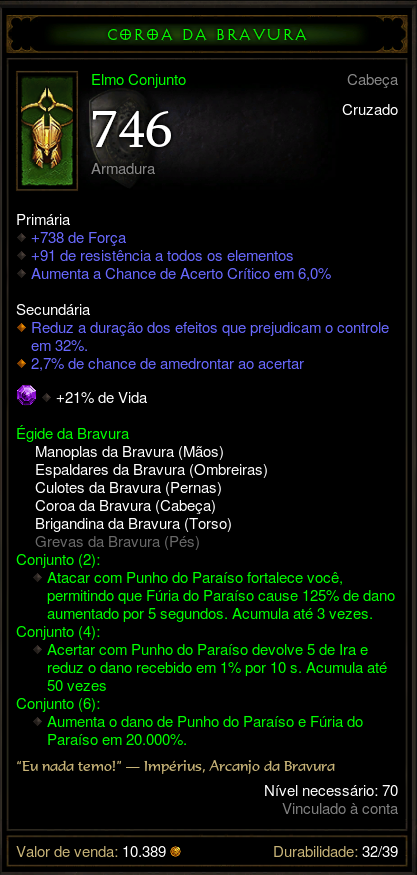 COROA DA BRAVURA
Elmo Conjunto
Cabeça
746
Cruzado
Armadura
Primária
+738 de Força
+91 de resistência a todos os elementos
Aumenta a Chance de Acerto Crítico em 6,0%
Secundária
Reduz a duração dos efeitos que prejudicam o controle
em 32%.
2,7% de chance de amedrontar ao acertar
+21% de Vida
Égide da Bravura
Manoplas da Bravura (Mãos)
Espaldares da Bravura (Ombreiras)
Culotes da Bravura (Pernas)
Coroa da Bravura (Cabeça)
Brigandina da Bravura (Torso)
Grevas da Bravura (Pés)
Conjunto (2):
Atacar com Punho do Paraíso fortalece você,
permitindo que Fúria do Paraíso cause 125% de dano
aumentado por 5 segundos. Acumula até 3 vezes.
Conjunto (4):
Acertar com Punho do Paraíso devolve 5 de Ira e
reduz o dano recebido em 1% por 10 s. Acumula até
50 vezes
Conjunto (6):
Aumenta o dano de Punho do Paraíso e Fúria do
Paraíso em 20.000%.
“Eu nada temo!” — Impérius, Arcanjo da Bravura
Nível necessário: 70
Vinculado à conta
Valor de venda: 10.389
Durabilidade: 32/39